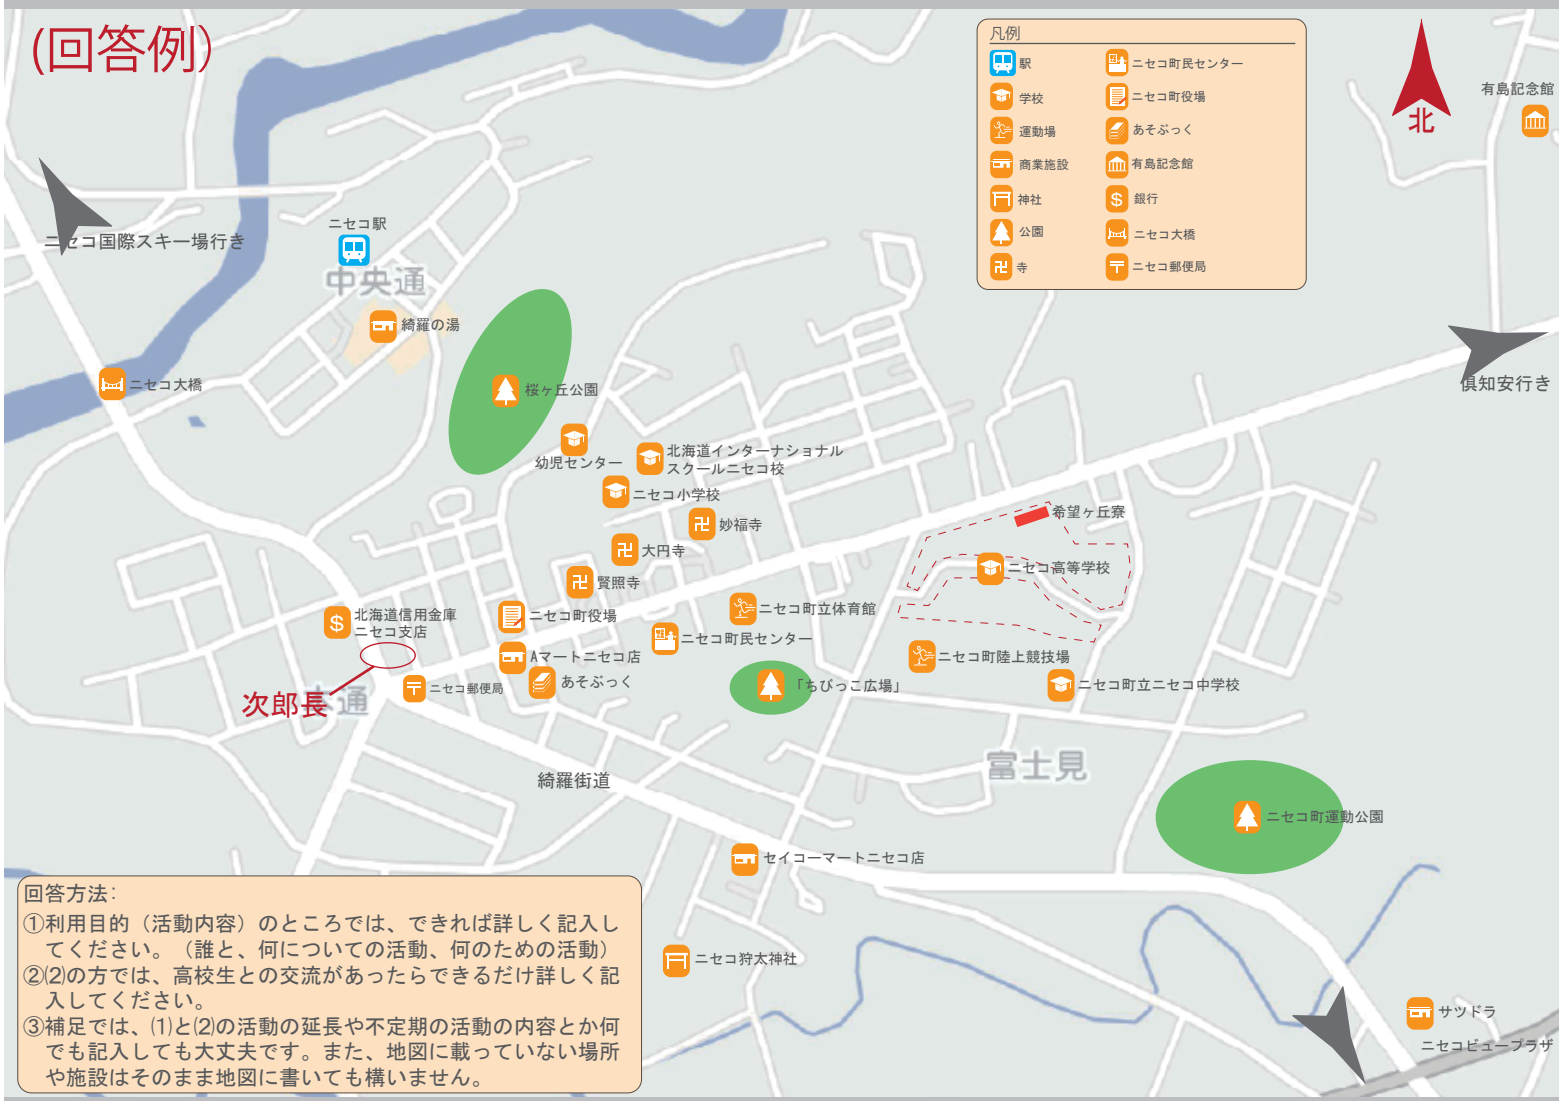 (回答例)
凡例
駅
学校
運動場
商業施設
神社
公園
寺
ニセコ町民センター
ニセコ町役場
あそぶっく
有島記念館
銀行
ニセコ大橋
ニセコ郵便局
北
有島記念館
ニセコ国際スキー場行き
ニセコ駅
中央通
綺羅の湯
ニセコ大橋
桜ヶ丘公園
倶知安行き
幼児センター
北海道インターナショナル
スクールニセコ校
ニセコ小学校
妙福寺
大円寺
賢照寺
希望ヶ丘寮
ニセコ高等学校
北海道信用金庫
ニセコ支店
ニセコ町役場
ニセコ町立体育館
ニセコ町民センター
Aマートニセコ店
あそぶっく
ニセコ郵便局
次郎長
通
「ちびっこ広場」
ニセコ町陸上競技場
ニセコ町立ニセコ中学校
富士見
綺羅街道
ニセコ町運動公園
セイコーマートニセコ店
ニセコ狩太神社
サツドラ
ニセコビュープラザ
回答方法:
①利用目的(活動内容)のところでは、できれば詳しく記入し
てください。(誰と、何についての活動、何のための活動)
②⑵の方では、高校生との交流があったらできるだけ詳しく記
入してください。
③補足では、⑴と⑵の活動の延長や不定期の活動の内容とか何
でも記入しても大丈夫です。また、地図に載っていない場所
や施設はそのまま地図に書いても構いません。